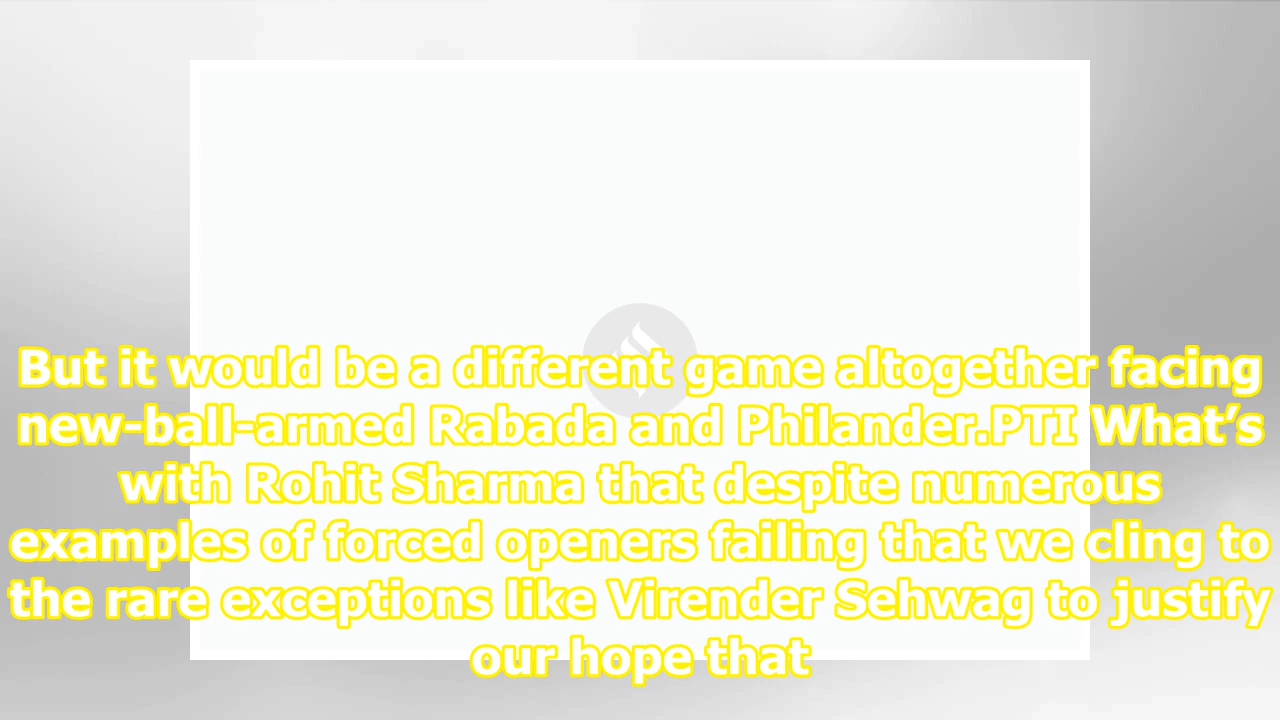 But it would be a different game altogether facing
new-ball-armed Rabada and Philander.PTI What’s
with Rohit Sharma that despite numerous
examples of forced openers failing that we cling to
the rare exceptions like Virender Sehwag to justify
our hope that